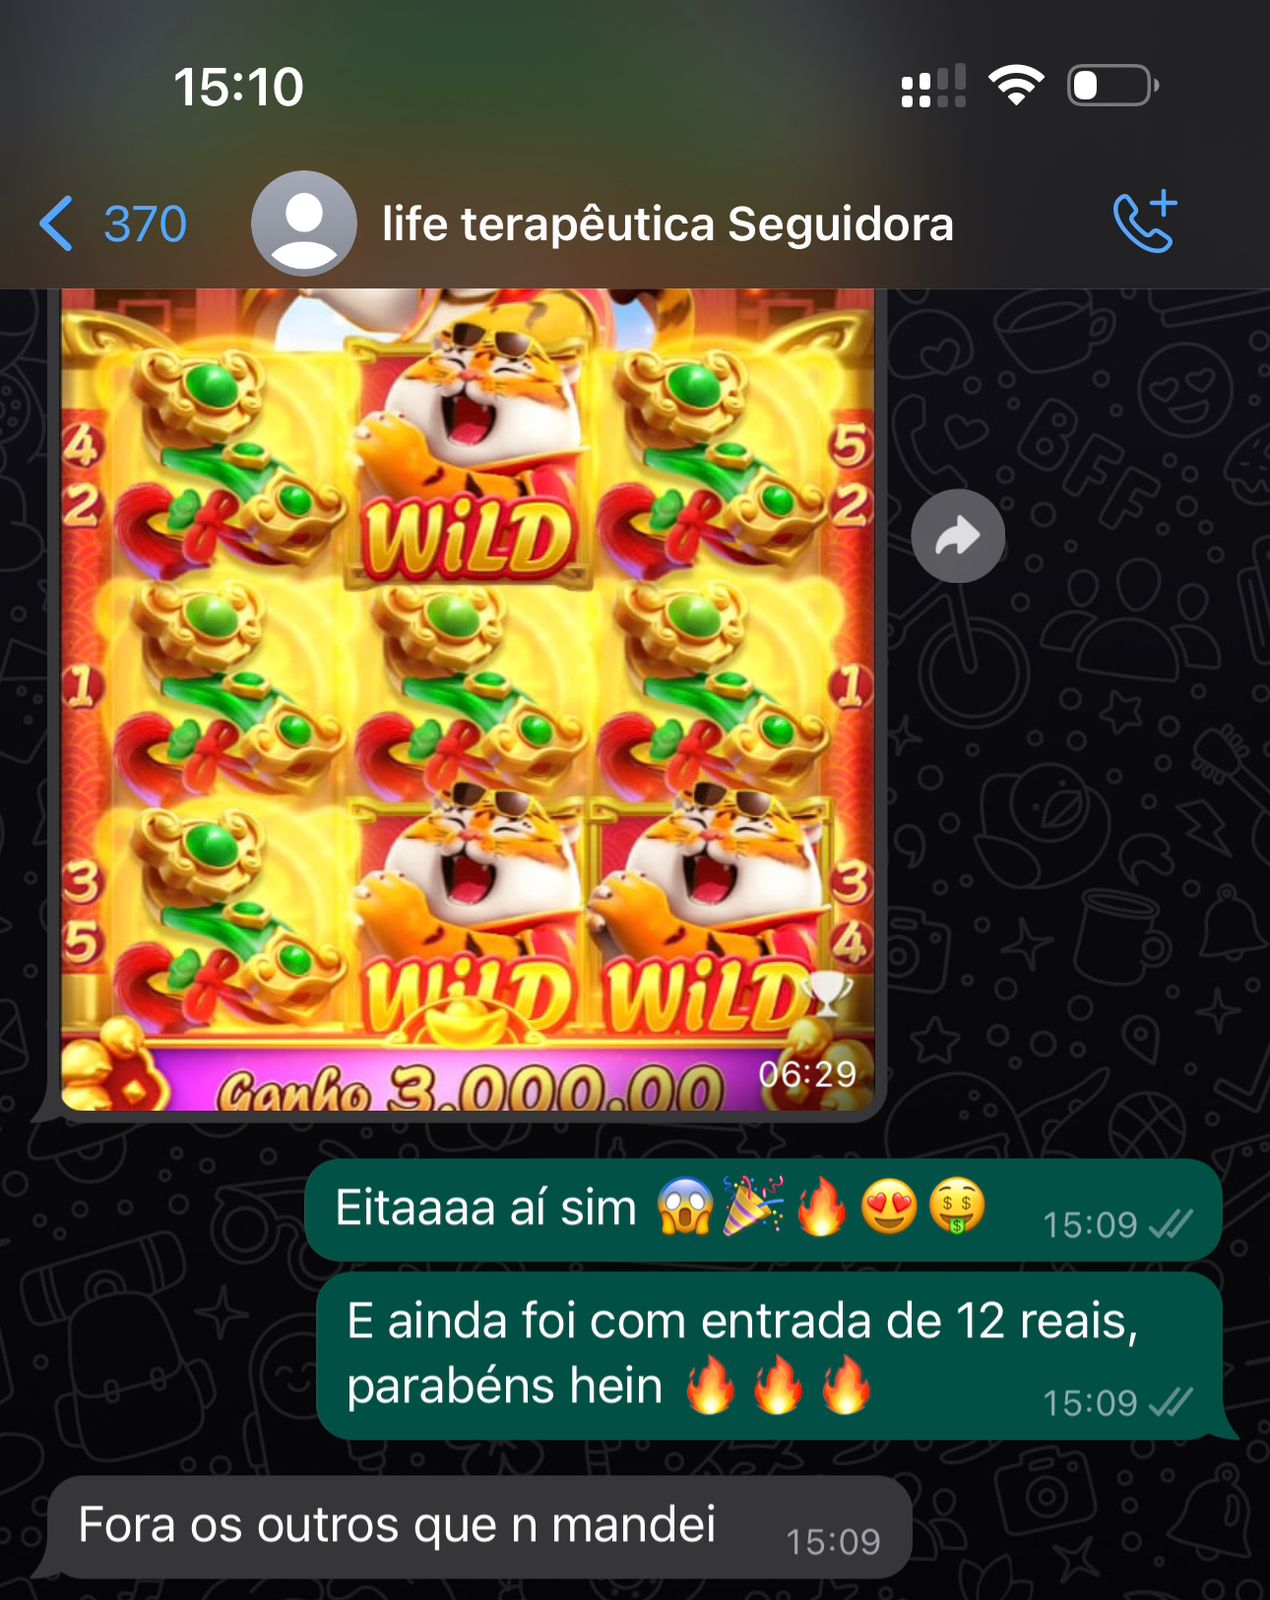 15:10
370
life terapêutica Seguidora
4
5
WiLD
2
2
1
1
3
3
5
4
WiLD WiLD
Ganho 3.000.00
06:29
Eitaaaa aí sim 😱🎉🔥😍🤑
15:09
E ainda foi com entrada de 12 reais,
parabéns hein 🔥🔥🔥
15:09
Fora os outros que n mandei
15:09